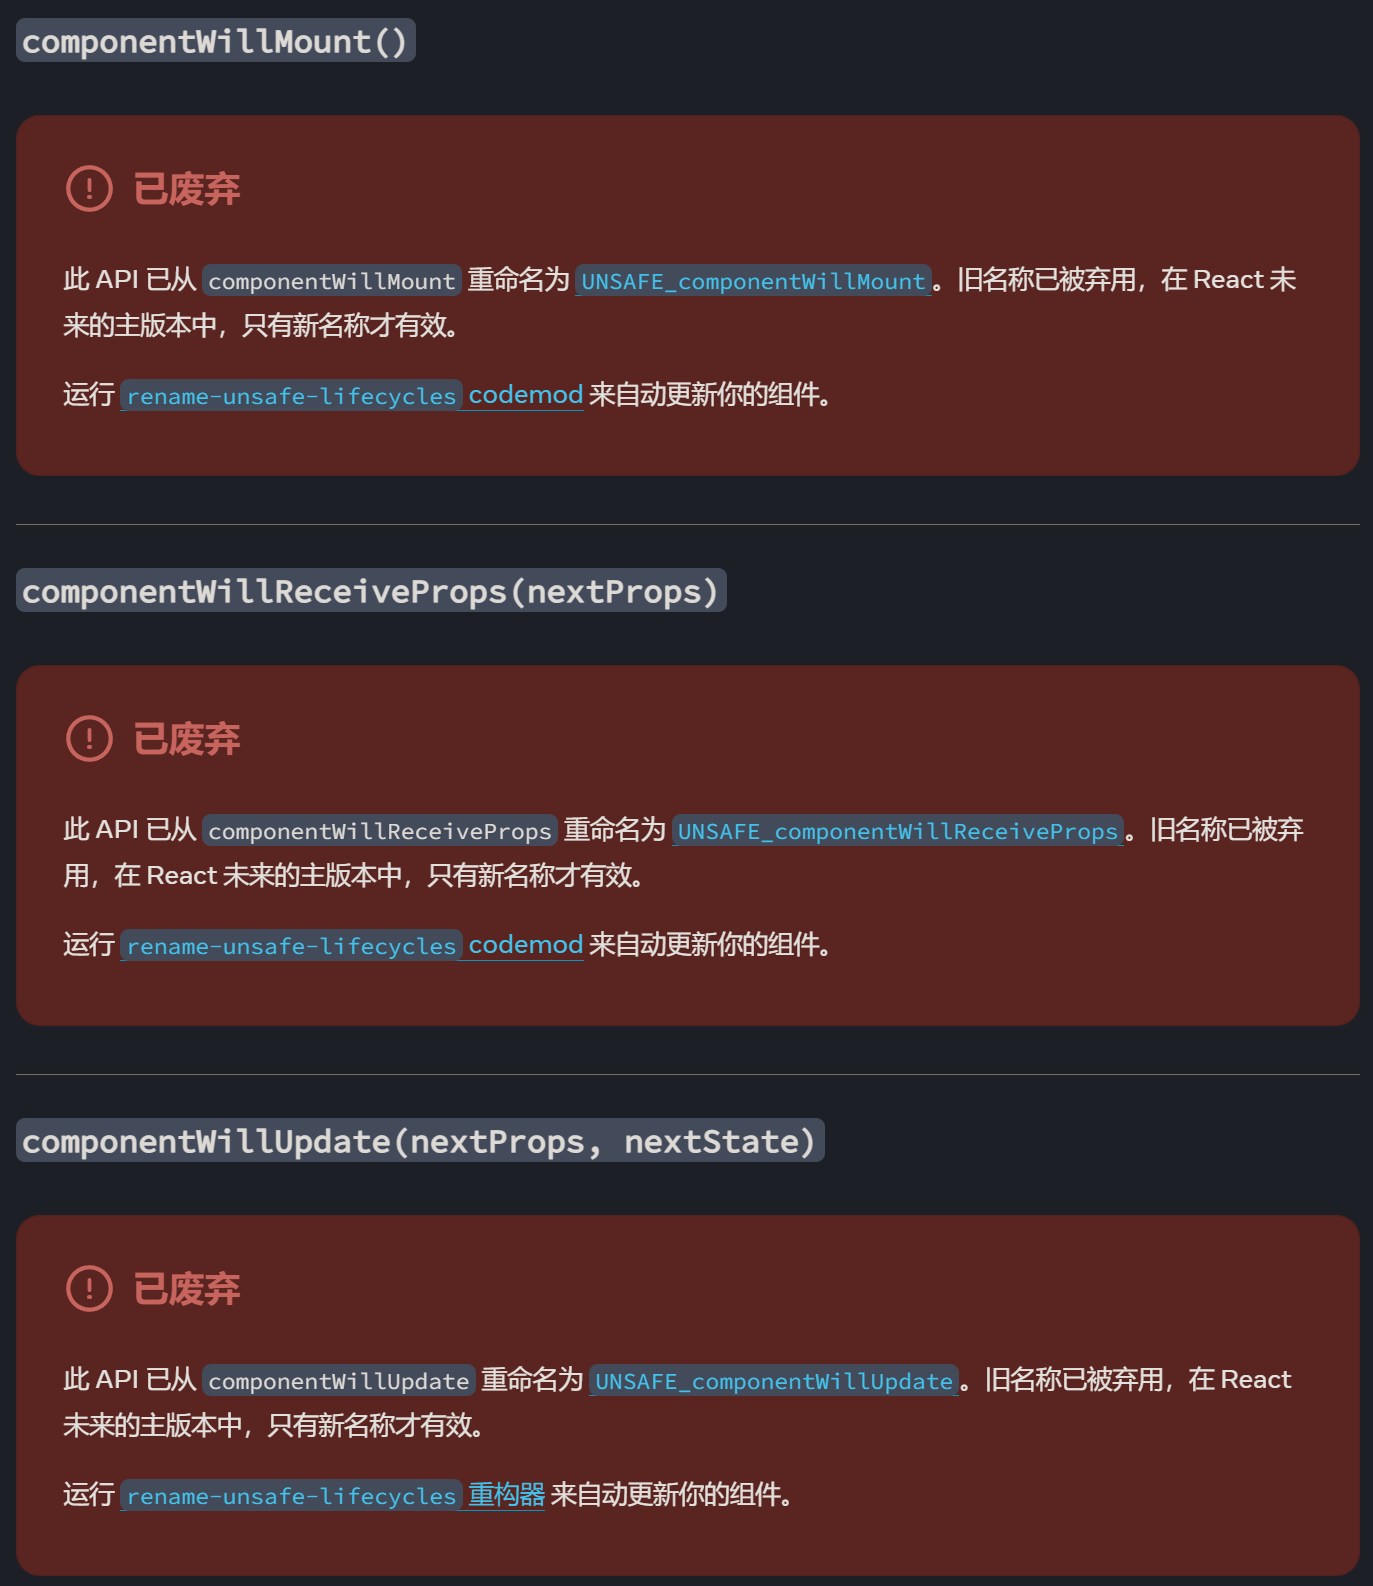 componentWillMount()
已废弃
此 API 已从 componentWillMount 重命名为 UNSAFE_componentWillMount。旧名称已被弃用，在 React 未
来的主版本中，只有新名称才有效。
运行 rename-unsafe-lifecycles codemod 来自动更新你的组件。
componentWillReceiveProps(nextProps)
已废弃
此 API 已从 componentWillReceiveProps 重命名为 UNSAFE_componentWillReceiveProps。旧名称已被弃
用，在 React 未来的主版本中，只有新名称才有效。
运行 rename-unsafe-lifecycles codemod 来自动更新你的组件。
componentWillUpdate(nextProps, nextState)
已废弃
此 API 已从 componentWillUpdate 重命名为 UNSAFE_componentWillUpdate。旧名称已被弃用，在 React
未来的主版本中，只有新名称才有效。
运行 rename-unsafe-lifecycles 重构器 来自动更新你的组件。